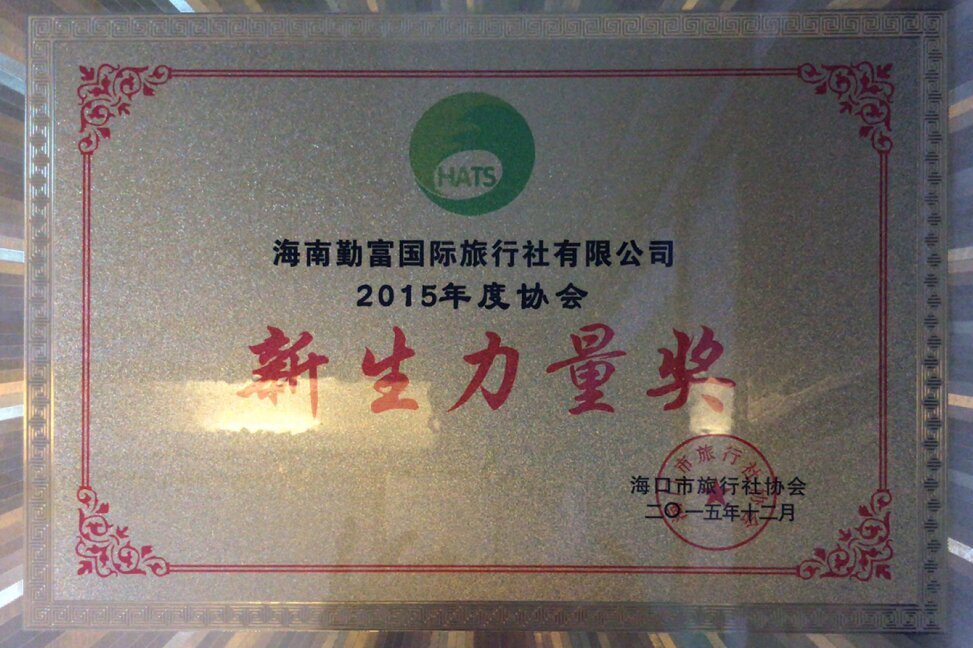 HATS
海南勤富国际旅行社有限公司
2015年度协会
新生力量奖
海口市旅行社协会
二〇一五年十二月